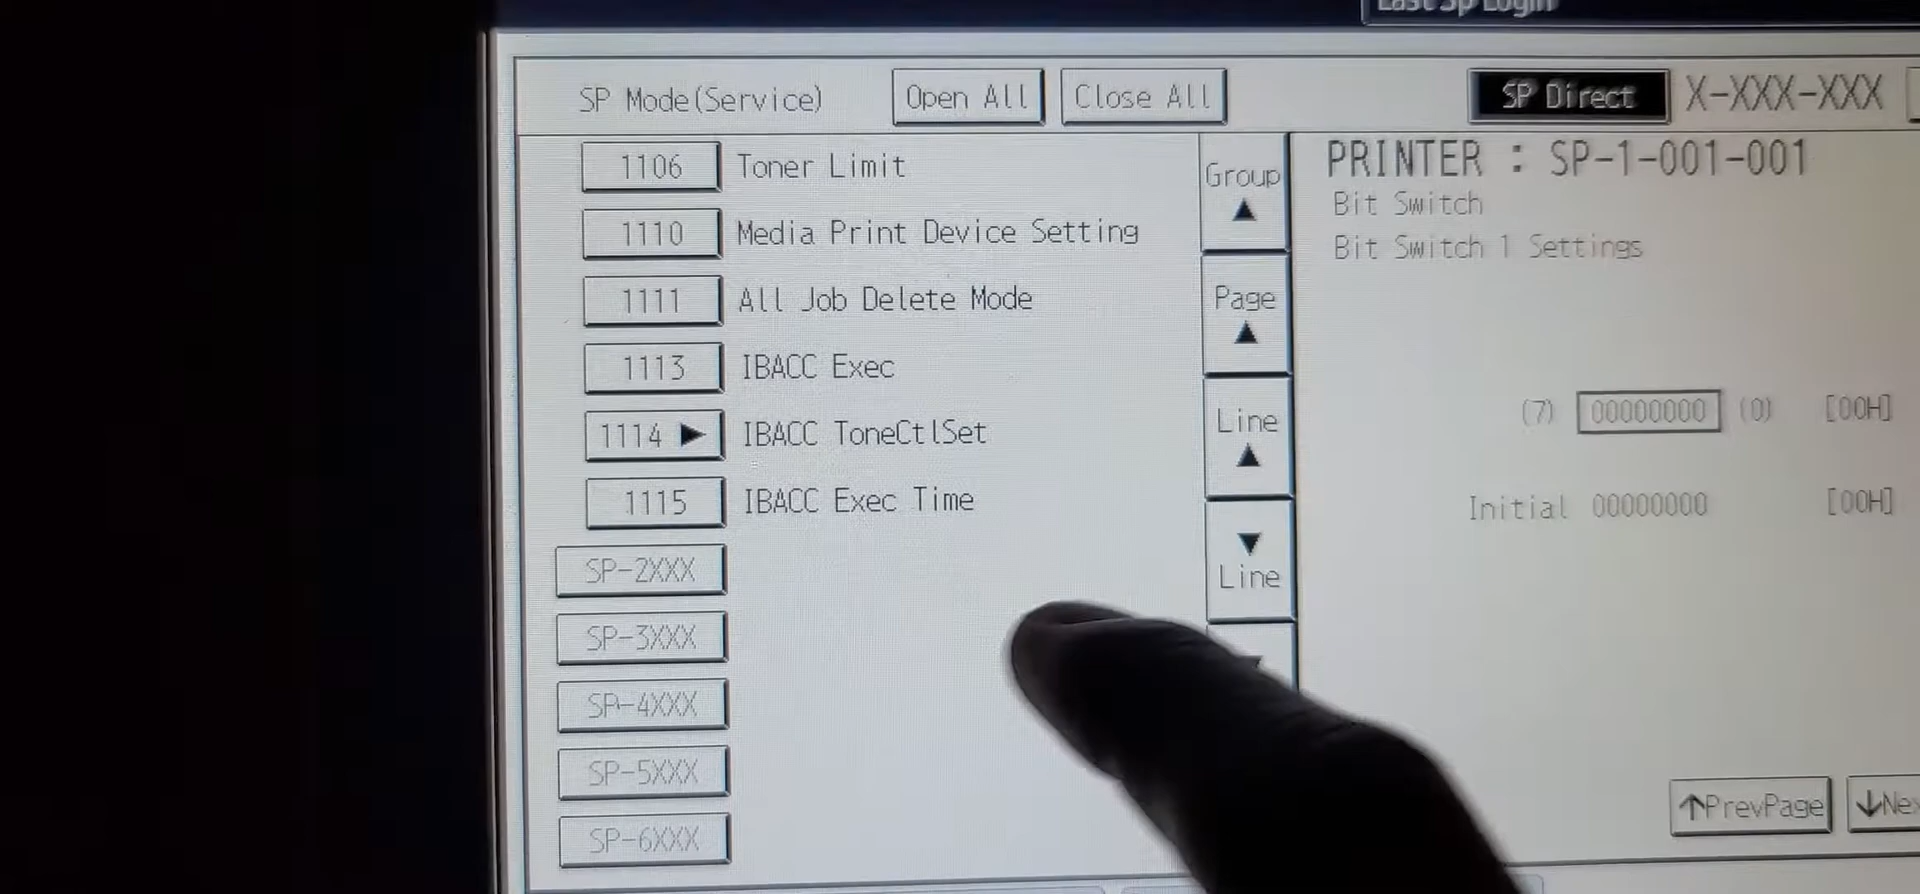 Last Sp Login
SP Mode(Service)
Open All
Close All
SP Direct
X-XXX-XXX
1106 Toner Limit
1110 Media Print Device Setting
1111 All Job Delete Mode
1113 IBACC Exec
1114 ▶ IBACC ToneCtlSet
1115 IBACC Exec Time
SP-2XXX
SP-3XXX
SP-4XXX
SP-5XXX
SP-6XXX
Group
▲
Page
▲
Line
▲
▼
Line
PRINTER : SP-1-001-001
Bit Switch
Bit Switch 1 Settings
(7) 00000000 (0) [00H]
Initial 00000000 [00H]
↑PrevPage